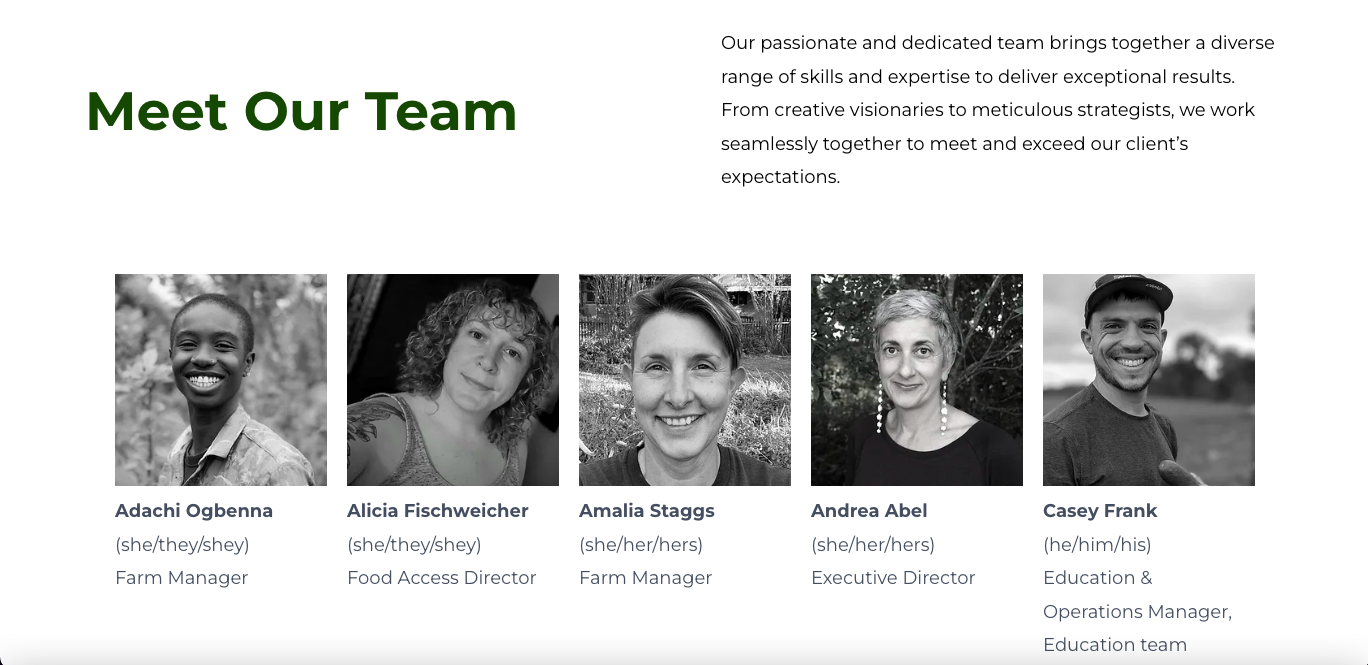 Meet Our Team
Our passionate and dedicated team brings together a diverse
range of skills and expertise to deliver exceptional results.
From creative visionaries to meticulous strategists, we work
seamlessly together to meet and exceed our client’s
expectations.
Adachi Ogbenna
(she/they/shey)
Farm Manager
Alicia Fischweicher
(she/they/shey)
Food Access Director
Amalia Staggs
(she/her/hers)
Farm Manager
Andrea Abel
(she/her/hers)
Executive Director
Casey Frank
(he/him/his)
Education &
Operations Manager,
Education team